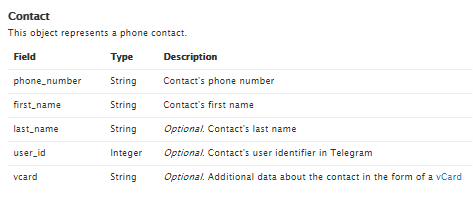 Contact
This object represents a phone contact.
Field Type Description
phone_number String Contact's phone number
first_name String Contact's first name
last_name String Optional. Contact's last name
user_id Integer Optional. Contact's user identifier in Telegram
vcard String Optional. Additional data about the contact in the form of a vCard